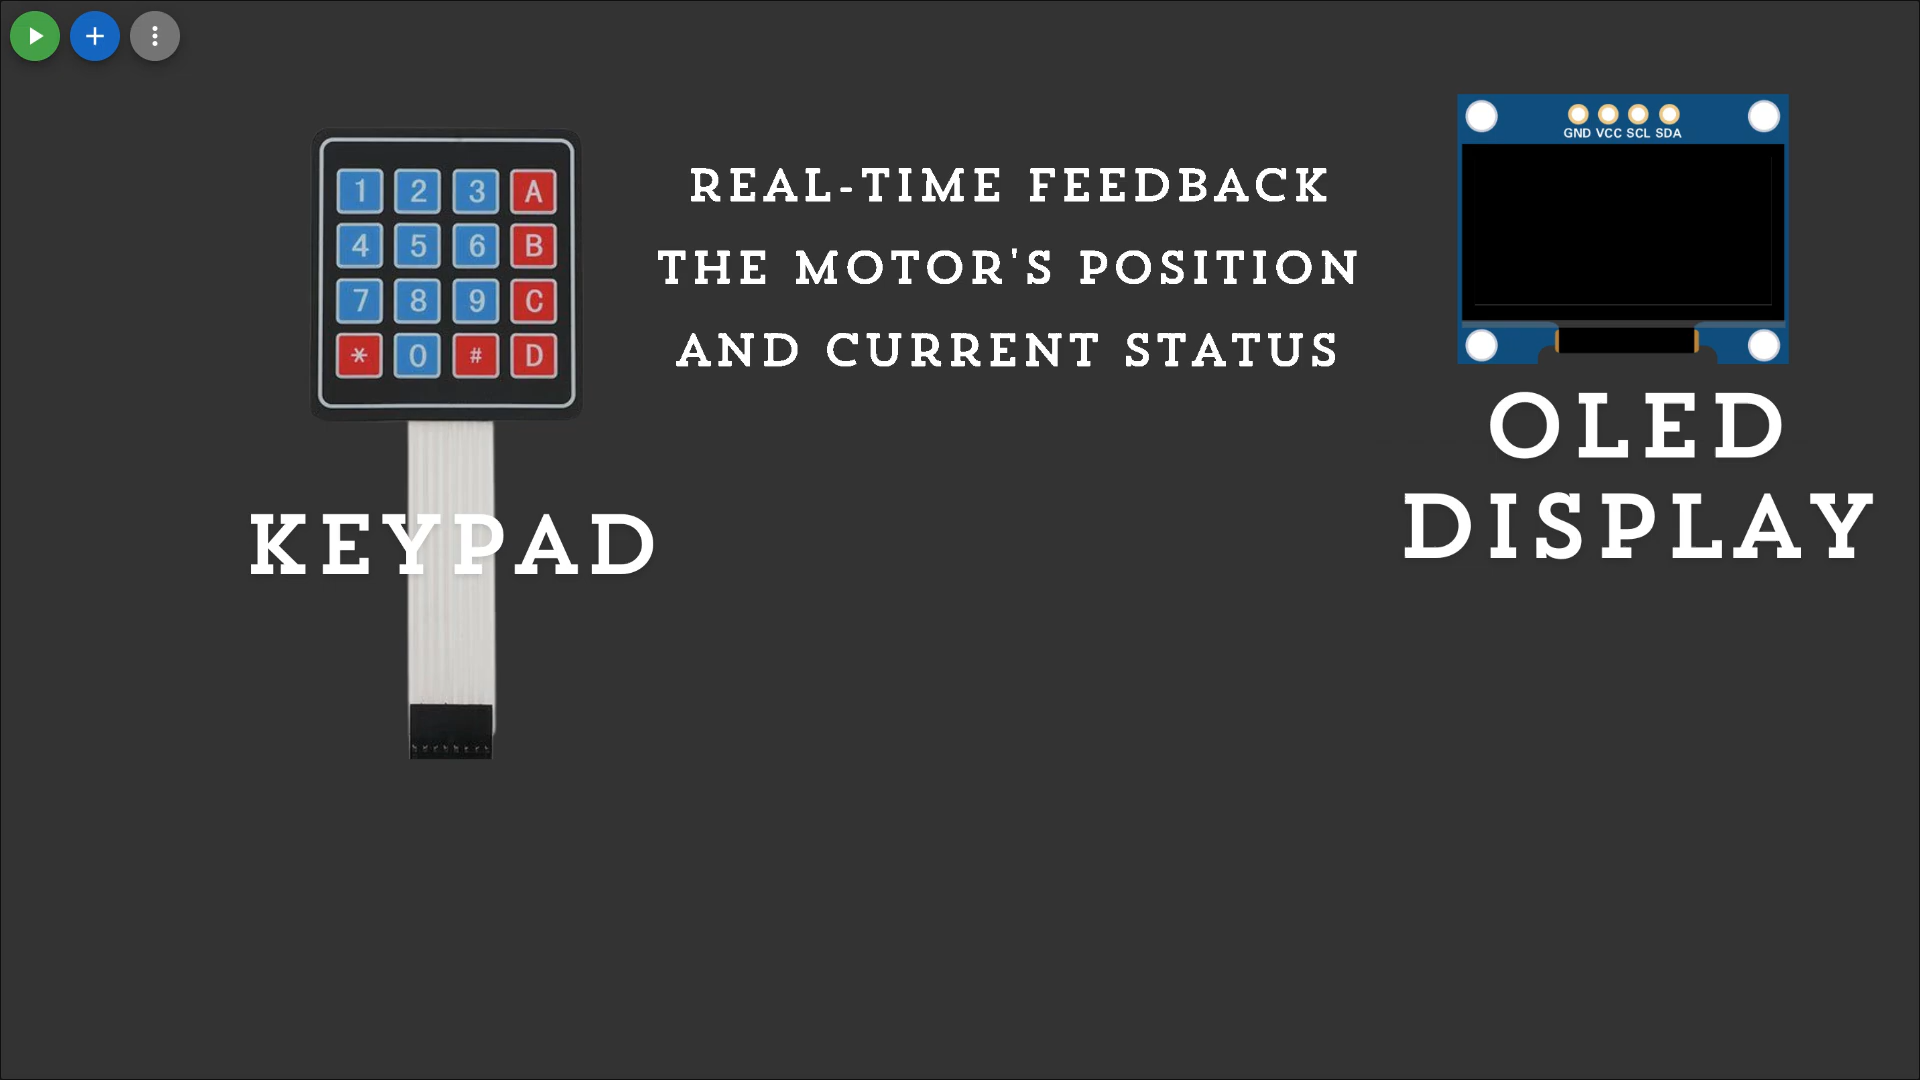 1 2 3 A
4 5 6 B
7 8 9 C
* 0 # D
KEYPAD
REAL-TIME FEEDBACK
THE MOTOR'S POSITION
AND CURRENT STATUS
GND VCC SCL SDA
OLED
DISPLAY